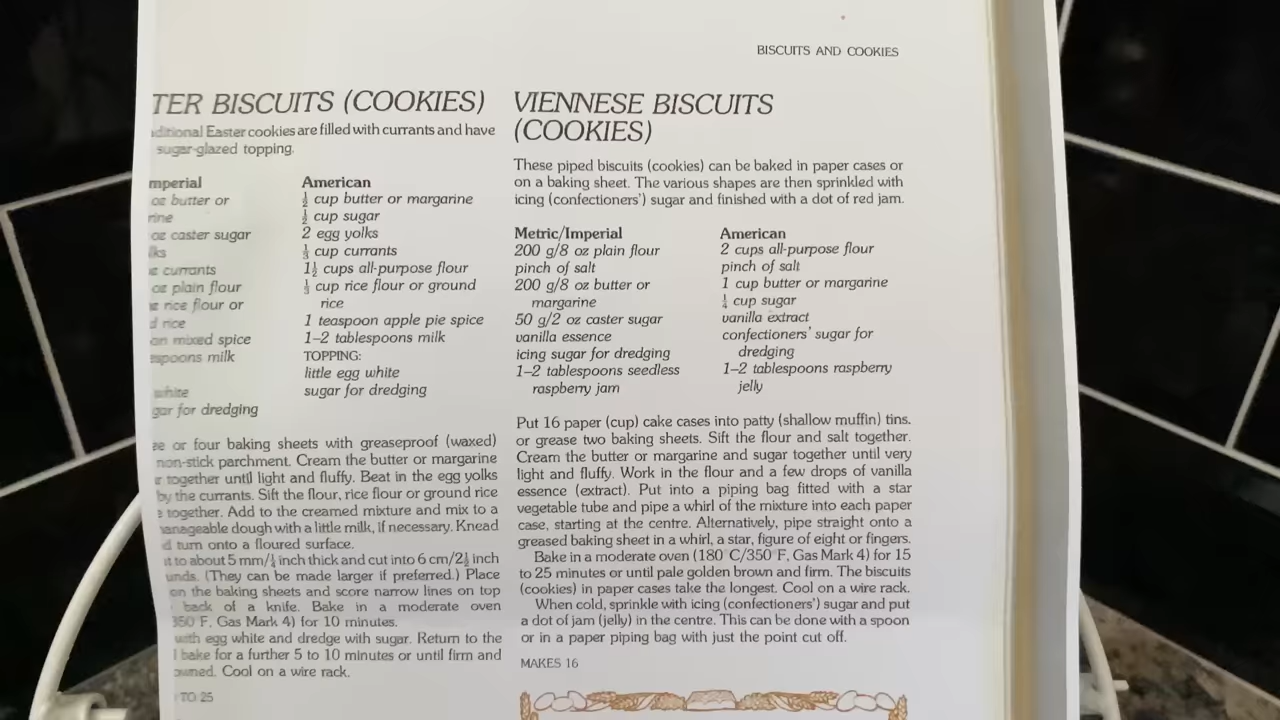 BISCUITS AND COOKIES
TER BISCUITS (COOKIES)
Easter cookies are filled with currants and have
sugar-glazed topping.
oz butter or
oz caster sugar
currants
oz plain flour
rice flour or
rice
mixed spice
milk
white
for dredging
American
½ cup butter or margarine
½ cup sugar
2 egg yolks
⅓ cup currants
1½ cups all-purpose flour
⅓ cup rice flour or ground
rice
1 teaspoon apple pie spice
1–2 tablespoons milk
TOPPING:
little egg white
sugar for dredging
or four baking sheets with greaseproof (waxed)
non-stick parchment. Cream the butter or margarine
together until light and fluffy. Beat in the egg yolks
by the currants. Sift the flour, rice flour or ground rice
together. Add to the creamed mixture and mix to a
dough with a little milk, if necessary. Knead
turn onto a floured surface.
to about 5 mm/¼ inch thick and cut into 6 cm/2½ inch
(They can be made larger if preferred.) Place
on the baking sheets and score narrow lines on top
back of a knife. Bake in a moderate oven
350 F, Gas Mark 4) for 10 minutes.
with egg white and dredge with sugar. Return to the
bake for a further 5 to 10 minutes or until firm and
Cool on a wire rack.
TO 25
VIENNESE BISCUITS
(COOKIES)
These piped biscuits (cookies) can be baked in paper cases or
on a baking sheet. The various shapes are then sprinkled with
icing (confectioners') sugar and finished with a dot of red jam.
Metric/Imperial
200 g/8 oz plain flour
pinch of salt
200 g/8 oz butter or
margarine
50 g/2 oz caster sugar
vanilla essence
icing sugar for dredging
1–2 tablespoons seedless
raspberry jam
American
2 cups all-purpose flour
pinch of salt
1 cup butter or margarine
¼ cup sugar
vanilla extract
confectioners' sugar for
dredging
1–2 tablespoons raspberry
jelly
Put 16 paper (cup) cake cases into patty (shallow muffin) tins,
or grease two baking sheets. Sift the flour and salt together.
Cream the butter or margarine and sugar together until very
light and fluffy. Work in the flour and a few drops of vanilla
essence (extract). Put into a piping bag fitted with a star
vegetable tube and pipe a whirl of the mixture into each paper
case, starting at the centre. Alternatively, pipe straight onto a
greased baking sheet in a whirl, a star, figure of eight or fingers.
Bake in a moderate oven (180 C/350 F, Gas Mark 4) for 15
to 25 minutes or until pale golden brown and firm. The biscuits
(cookies) in paper cases take the longest. Cool on a wire rack.
When cold, sprinkle with icing (confectioners') sugar and put
a dot of jam (jelly) in the centre. This can be done with a spoon
or in a paper piping bag with just the point cut off.
MAKES 16